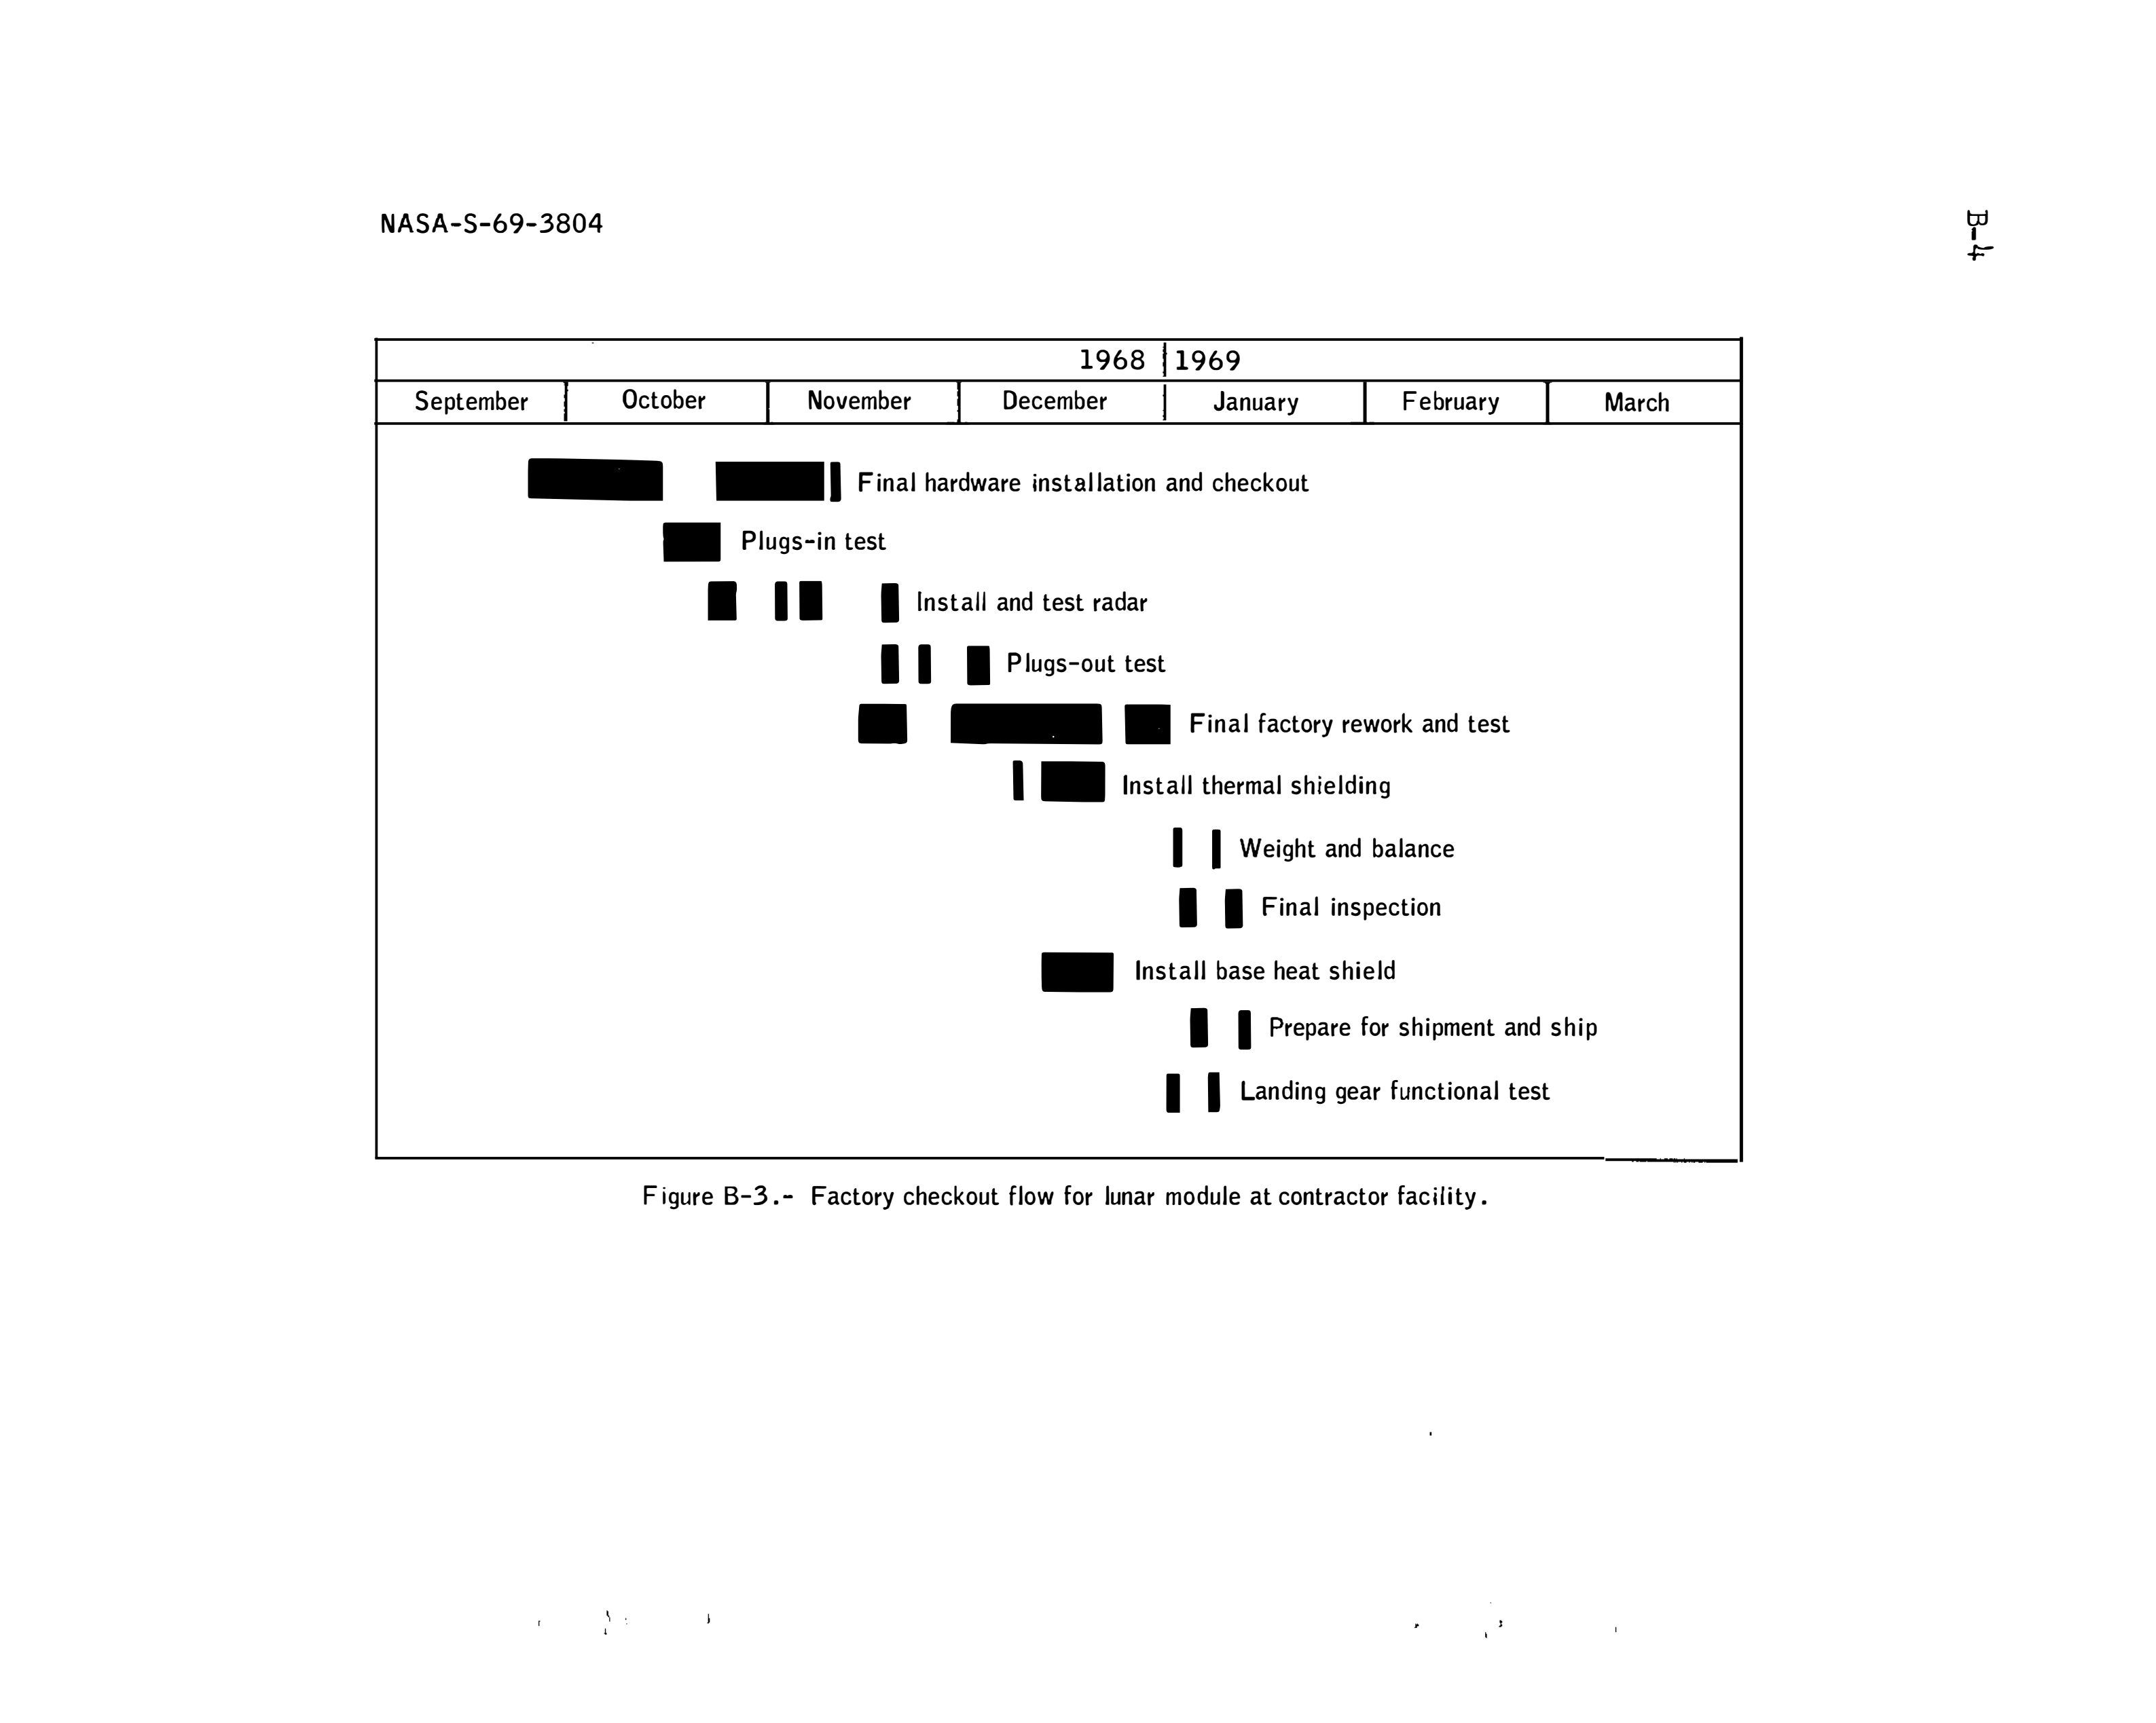 NASA-S-69-3804
B-4
1968 1969
September October November December January February March
Final hardware installation and checkout
Plugs-in test
Install and test radar
Plugs-out test
Final factory rework and test
Install thermal shielding
Weight and balance
Final inspection
Install base heat shield
Prepare for shipment and ship
Landing gear functional test
Figure B-3.- Factory checkout flow for lunar module at contractor facility.